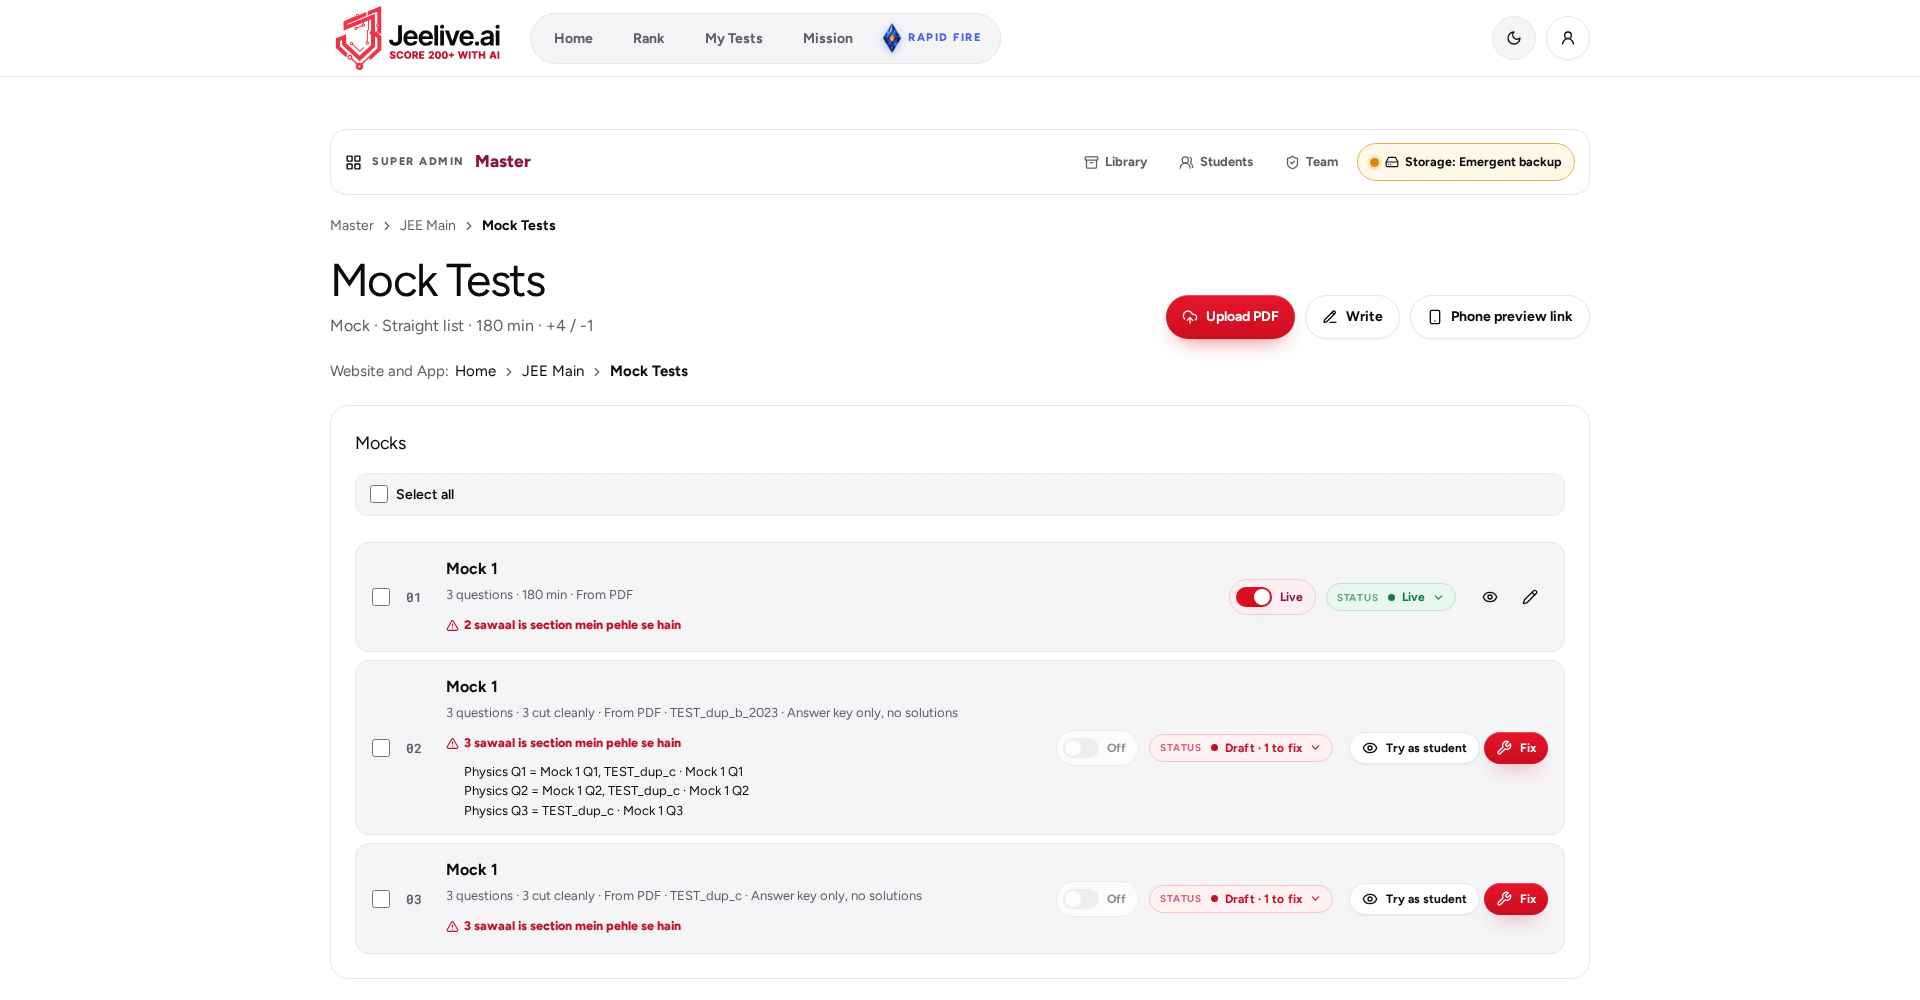 Jeelive.ai
SCORE 200+ WITH AI
Home Rank My Tests Mission RAPID FIRE
SUPER ADMIN Master Library Students Team Storage: Emergent backup
Master > JEE Main > Mock Tests
Mock Tests
Mock · Straight list · 180 min · +4 / -1
Upload PDF Write Phone preview link
Website and App: Home > JEE Main > Mock Tests
Mocks
Select all
Mock 1
01 3 questions · 180 min · From PDF Live STATUS Live
2 sawaal is section mein pehle se hain
Mock 1
3 questions · 3 cut cleanly · From PDF · TEST_dup_b_2023 · Answer key only, no solutions
02 3 sawaal is section mein pehle se hain Off STATUS Draft · 1 to fix Try as student Fix
Physics Q1 = Mock 1 Q1, TEST_dup_c · Mock 1 Q1
Physics Q2 = Mock 1 Q2, TEST_dup_c · Mock 1 Q2
Physics Q3 = TEST_dup_c · Mock 1 Q3
Mock 1
03 3 questions · 3 cut cleanly · From PDF · TEST_dup_c · Answer key only, no solutions Off STATUS Draft · 1 to fix Try as student Fix
3 sawaal is section mein pehle se hain